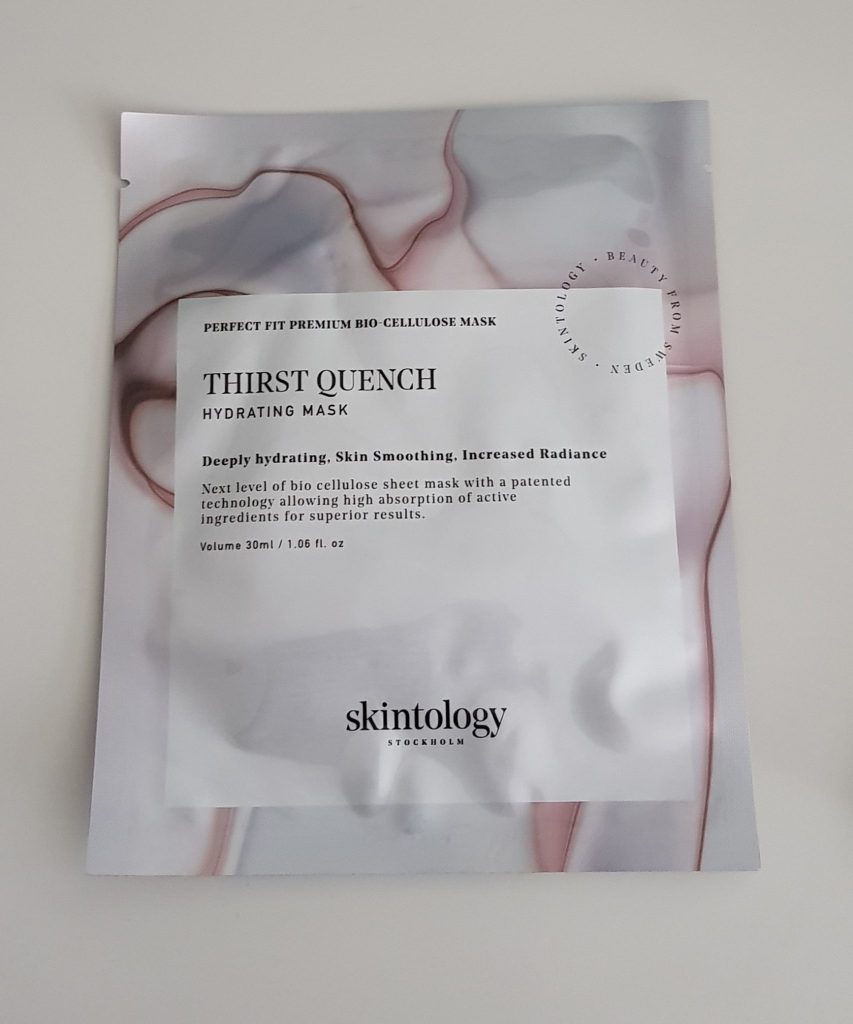 SKINTOLOGY · BEAUTY FROM SWEDEN ·
PERFECT FIT PREMIUM BIO-CELLULOSE MASK
THIRST QUENCH
HYDRATING MASK
Deeply hydrating, Skin Smoothing, Increased Radiance
Next level of bio cellulose sheet mask with a patented
technology allowing high absorption of active
ingredients for superior results.
Volume 30ml / 1.06 fl. oz
skintology
STOCKHOLM